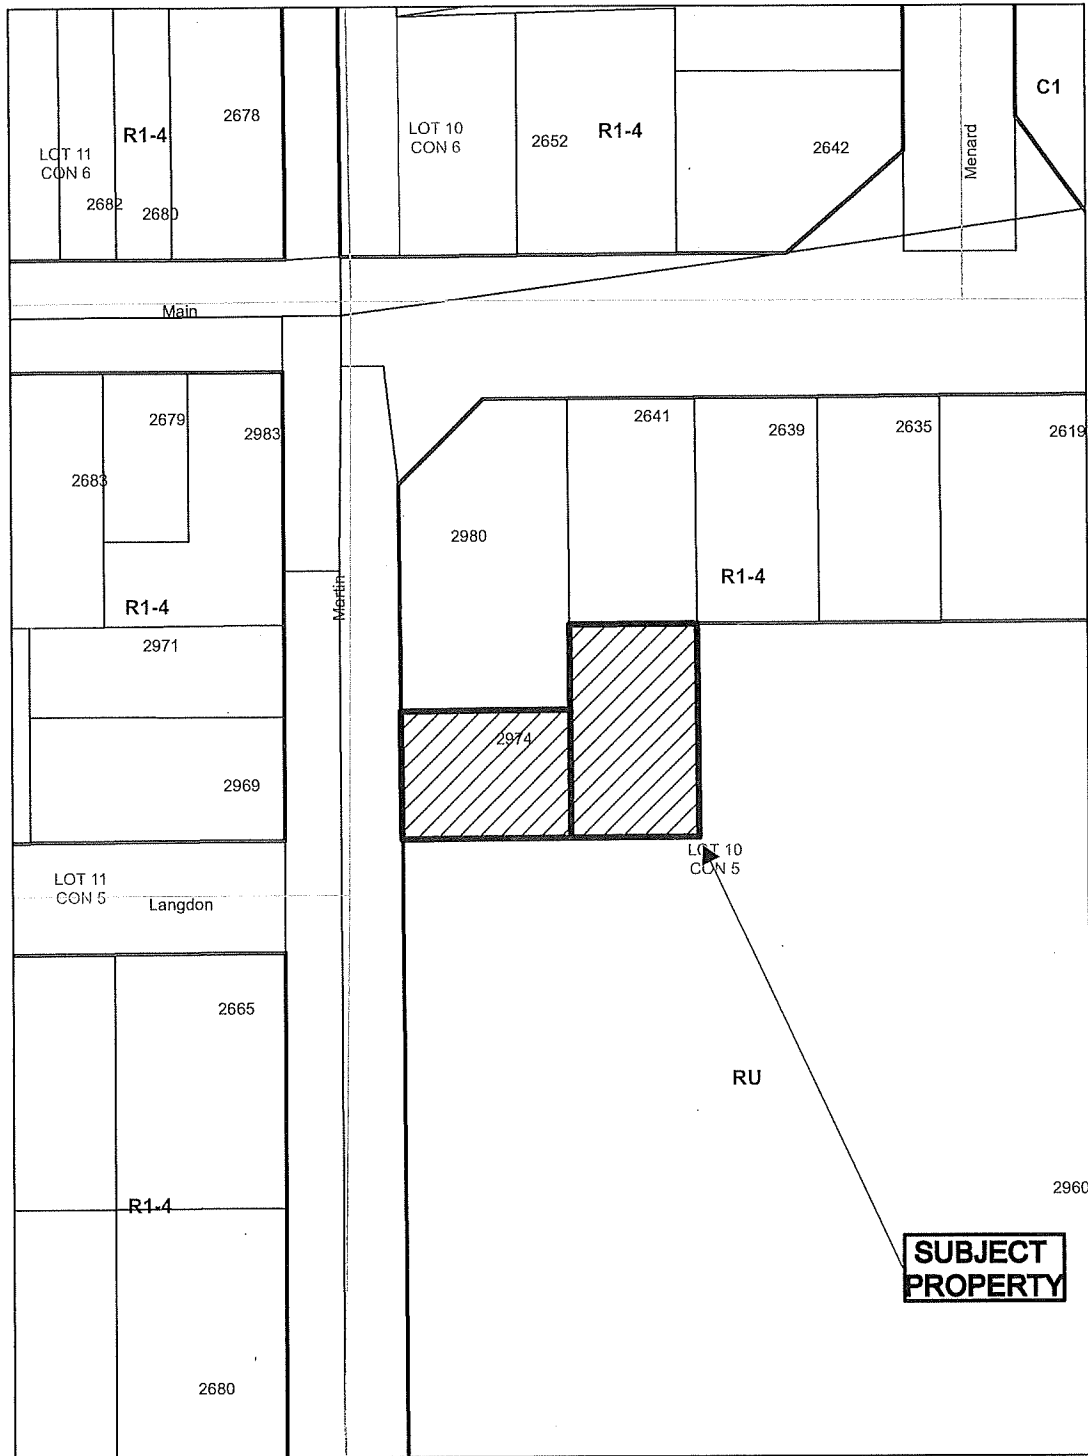 C1
2678
R1-4
LOT 10
CON 6
2652
R1-4
2642
Menard
LOT 11
CON 6
2682
2680
Main
2679
2983
2641
2639
2635
2619
2683
2980
R1-4
Martin
R1-4
2971
2974
2969
LOT 10
CON 5
LOT 11
CON 5
Langdon
2665
RU
2960
R1-4
SUBJECT
PROPERTY
2680